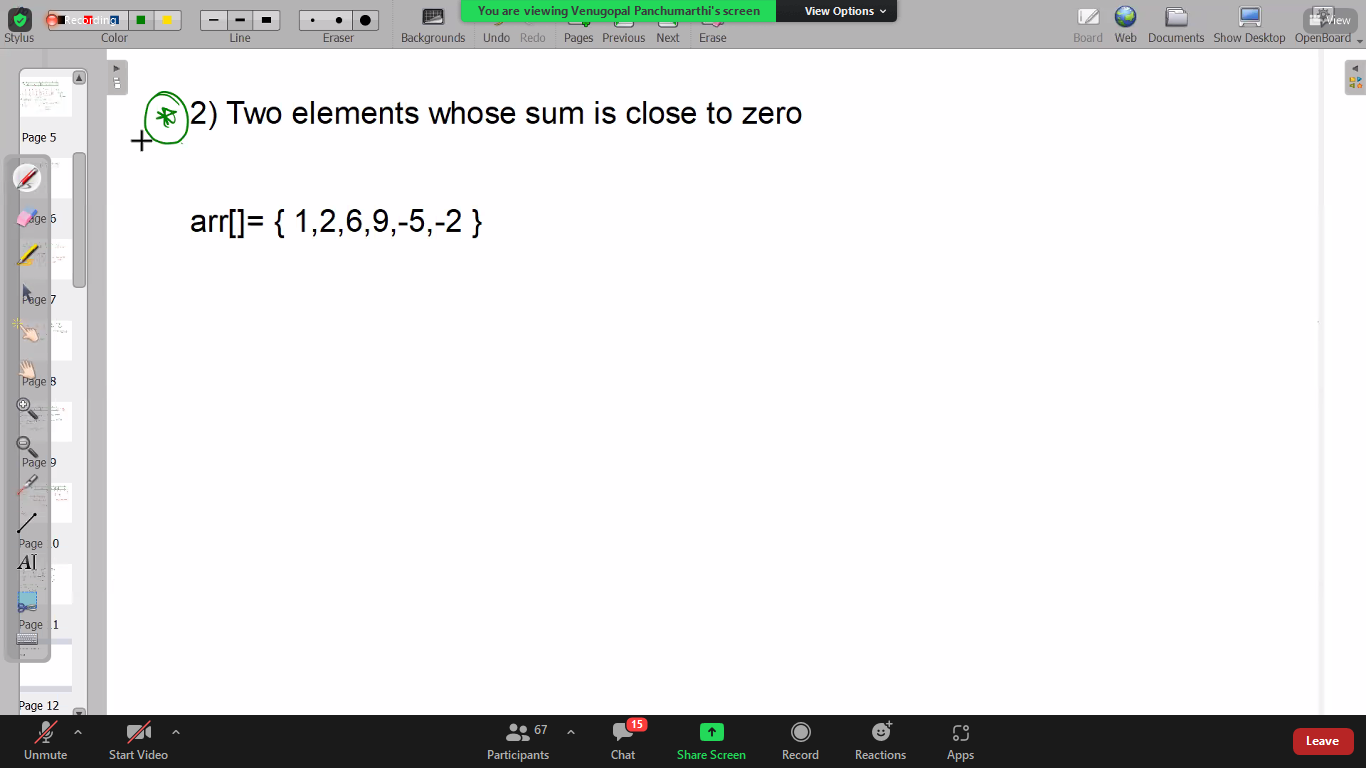 Recording
You are viewing Venugopal Panchumarthi's screen
View Options
View
Stylus
Color
Line
Eraser
Backgrounds
Undo
Redo
Pages
Previous
Next
Erase
Board
Web
Documents
Show Desktop
OpenBoard
2) Two elements whose sum is close to zero
arr[]= { 1,2,6,9,-5,-2 }
Page 5
Page 6
Page 7
Page 8
Page 9
Page 10
Page 11
Page 12
Unmute
Start Video
Participants
67
Chat
15
Share Screen
Record
Reactions
Apps
Leave